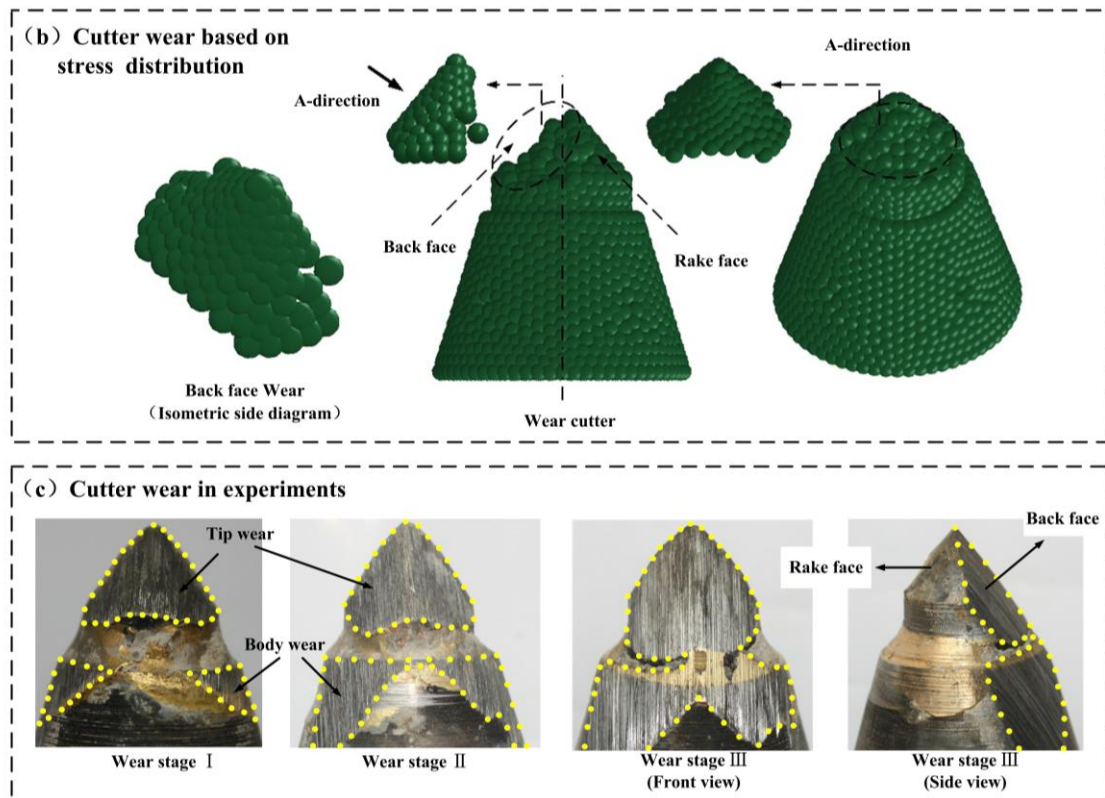 （b）Cutter wear based on
stress distribution
A-direction
A-direction
Back face
Rake face
Back face Wear
（Isometric side diagram）
Wear cutter
（c）Cutter wear in experiments
Tip wear
Body wear
Rake face
Back face
Wear stage Ⅰ
Wear stage Ⅱ
Wear stage Ⅲ
(Front view)
Wear stage Ⅲ
(Side view)